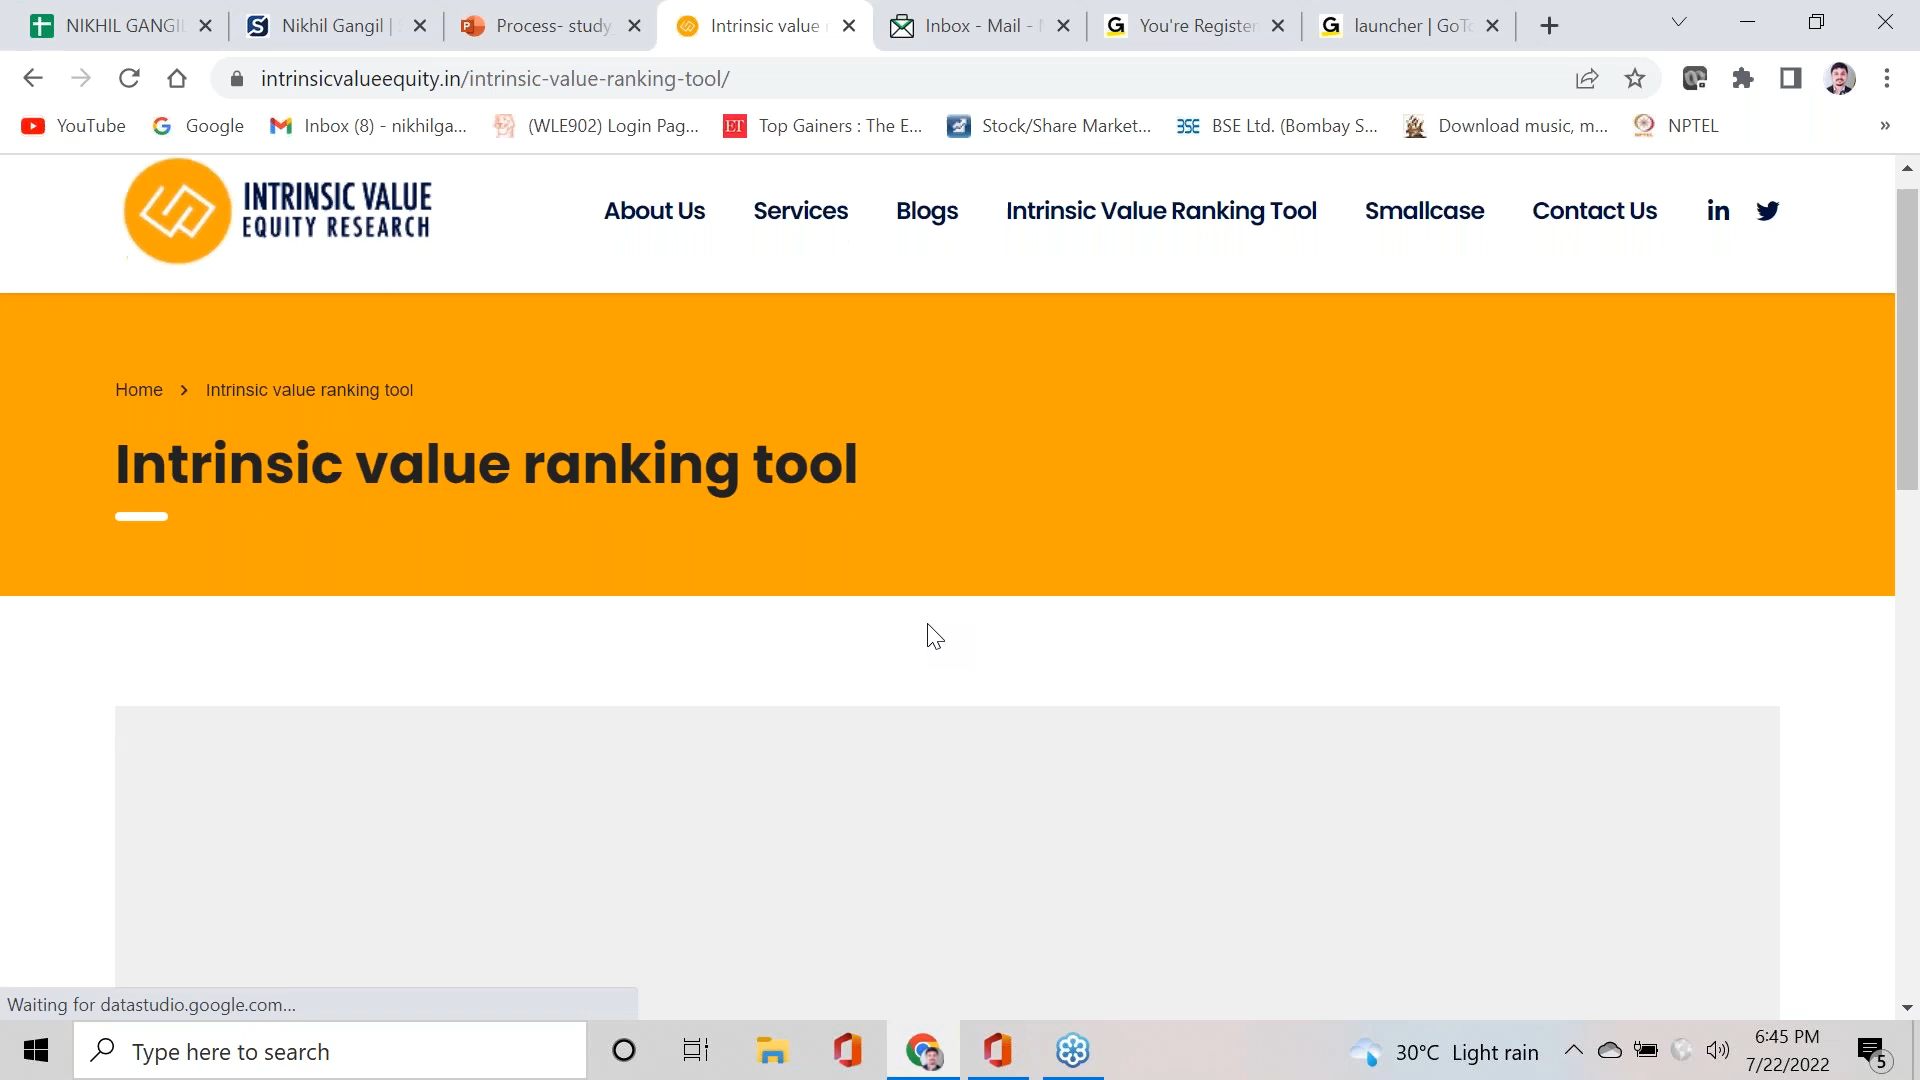 NIKHIL GANGIL
Nikhil Gangil |
Process- study
Intrinsic value
Inbox - Mail -
You're Register
launcher | GoTo
intrinsicvalueequity.in/intrinsic-value-ranking-tool/
YouTube
Google
Inbox (8) - nikhilga...
(WLE902) Login Pag...
ET
Top Gainers : The E...
Stock/Share Market...
BSE Ltd. (Bombay S...
Download music, m...
NPTEL
»
INTRINSIC VALUE
EQUITY RESEARCH
About Us
Services
Blogs
Intrinsic Value Ranking Tool
Smallcase
Contact Us
in
Home > Intrinsic value ranking tool
Intrinsic value ranking tool
Waiting for datastudio.google.com...
Type here to search
30°C Light rain
6:45 PM
7/22/2022
5